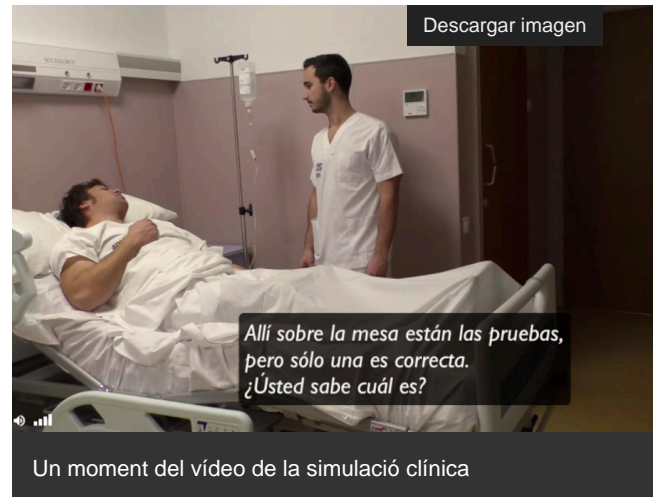 Descargar imagen
Allí sobre la mesa están las pruebas,
pero sólo una es correcta.
¿Usted sabe cuál es?
Un moment del vídeo de la simulació clínica